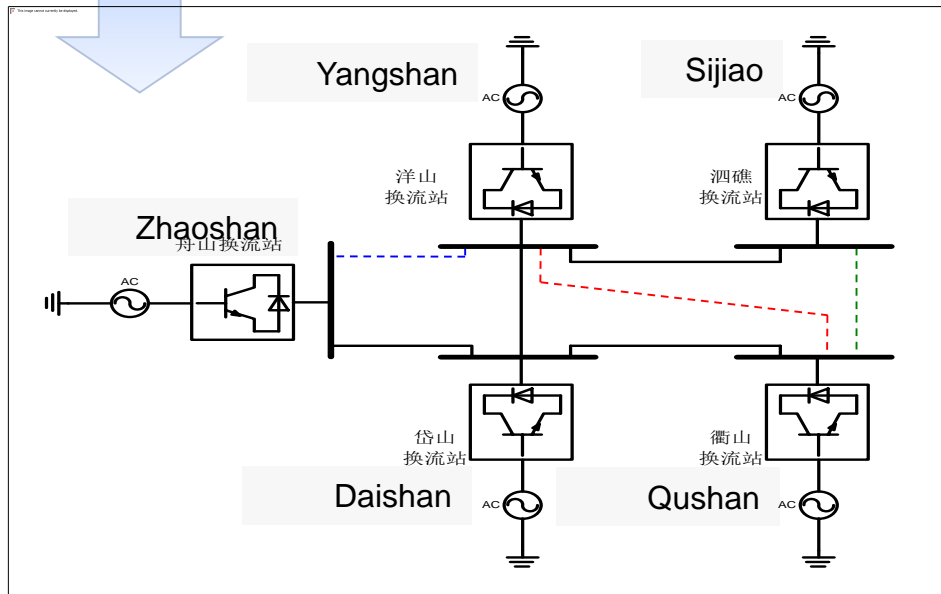 This image cannot currently be displayed.
Yangshan
Sijiao
AC
AC
洋山
换流站
泗礁
换流站
Zhaoshan
舟山换流站
AC
岱山
换流站
衢山
换流站
Daishan
AC
Qushan
AC